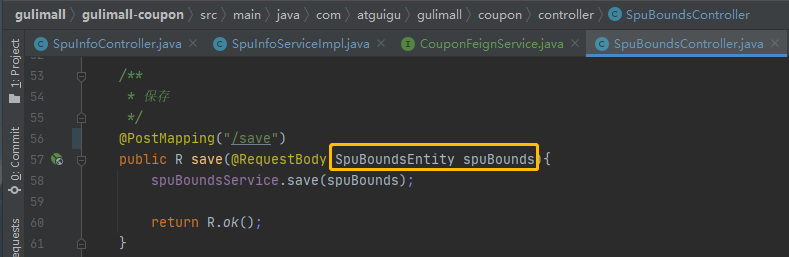 gulimall › gulimall-coupon › src › main › java › com › atguigu › gulimall › coupon › controller › SpuBoundsController
SpuInfoController.java × SpuInfoServiceImpl.java × CouponFeignService.java × SpuBoundsController.java ×
1: Project
0: Commit
equests
53 /**
54 * 保存
55 */
56 @PostMapping("/save")
57 public R save(@RequestBody SpuBoundsEntity spuBounds){
58 spuBoundsService.save(spuBounds);
59
60 return R.ok();
61 }